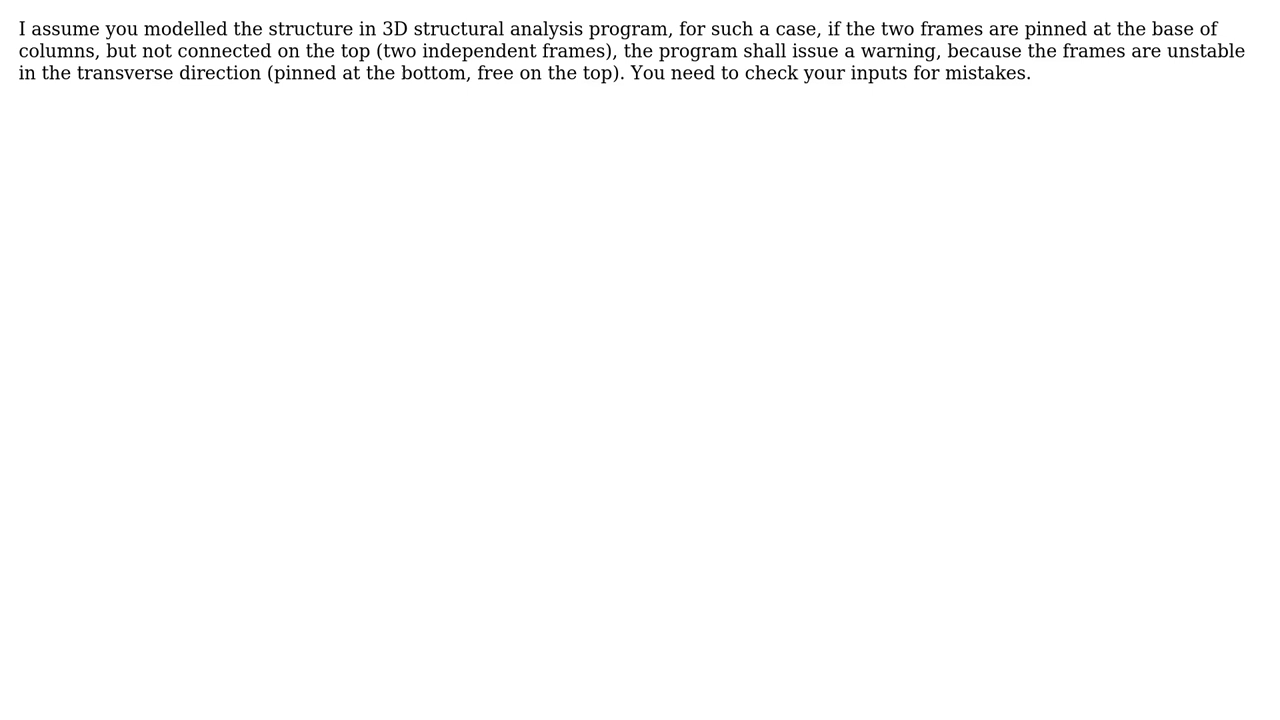 I assume you modelled the structure in 3D structural analysis program, for such a case, if the two frames are pinned at the base of
columns, but not connected on the top (two independent frames), the program shall issue a warning, because the frames are unstable
in the transverse direction (pinned at the bottom, free on the top). You need to check your inputs for mistakes.